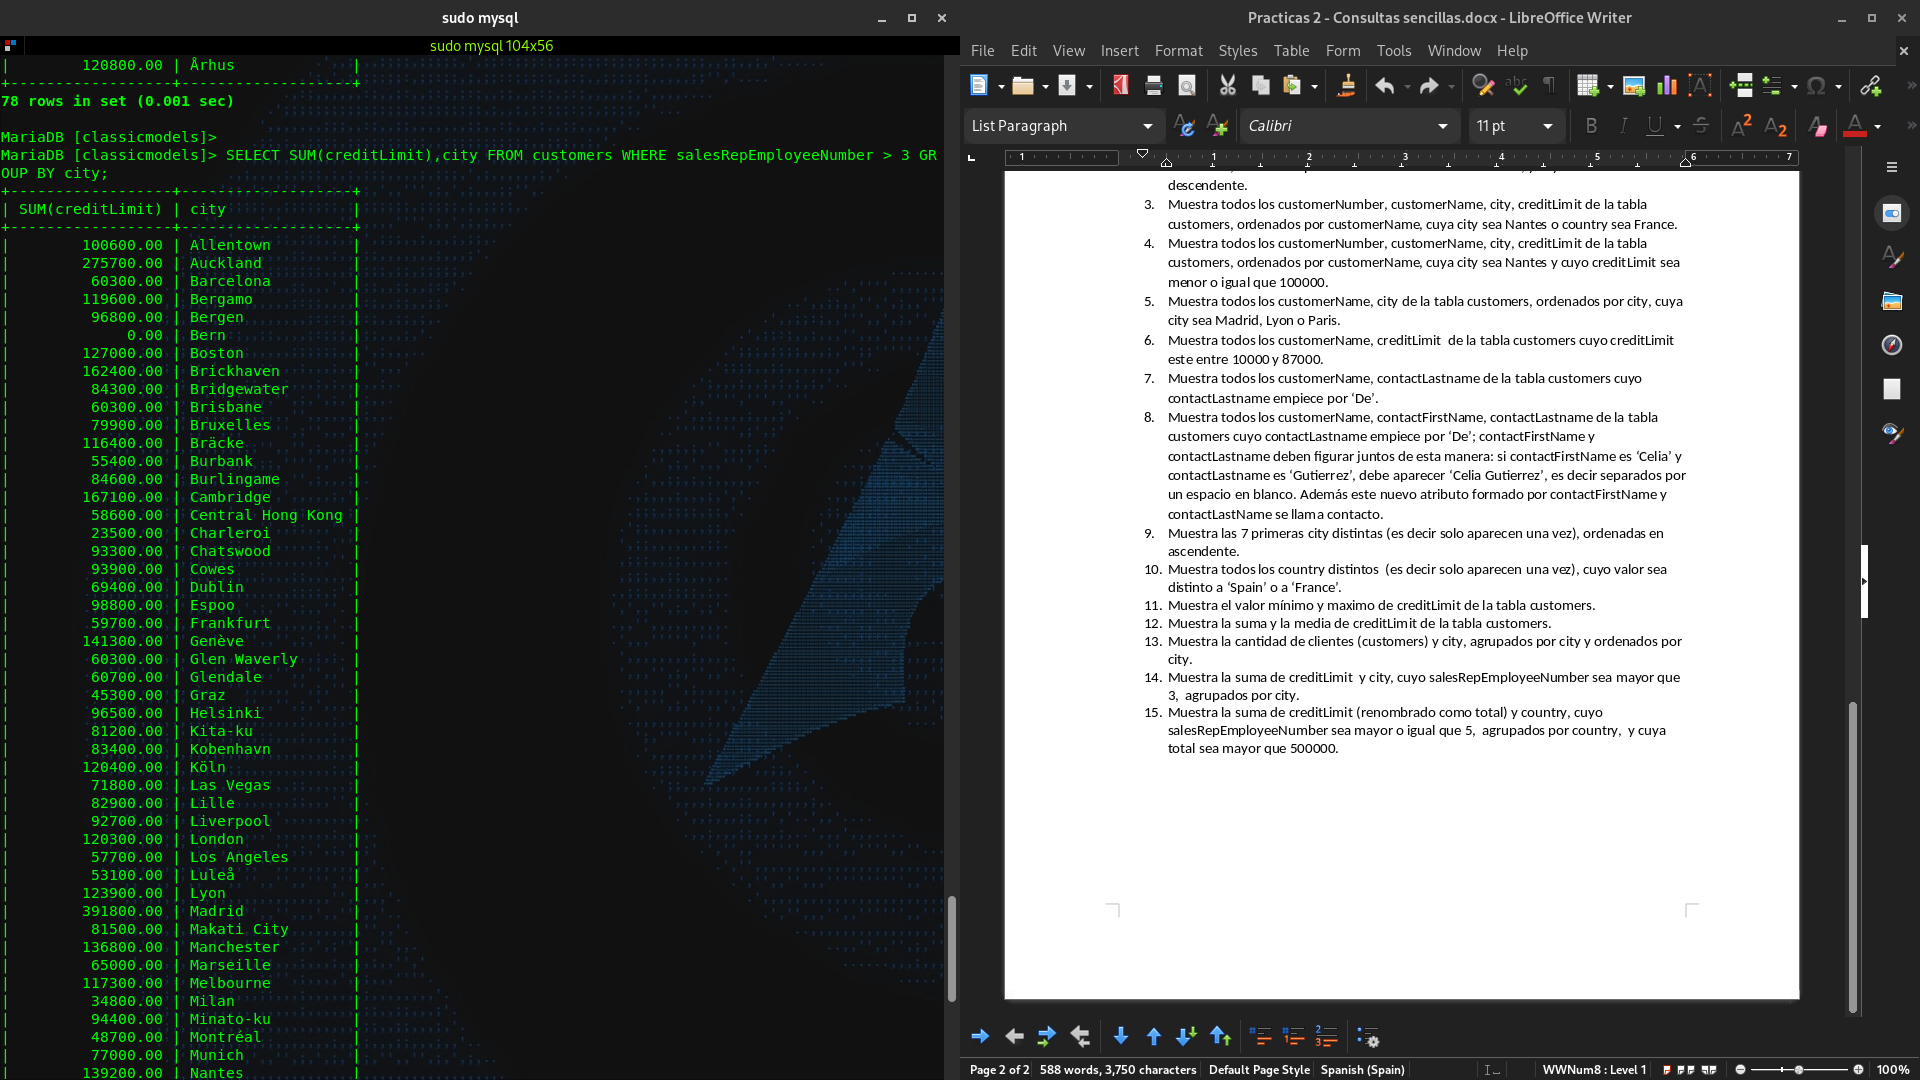 sudo mysql
sudo mysql 104x56
| 120800.00 | Århus |
+------------------+-----------------+
78 rows in set (0.001 sec)
MariaDB [classicmodels]>
MariaDB [classicmodels]> SELECT SUM(creditLimit),city FROM customers WHERE salesRepEmployeeNumber > 3 GR
OUP BY city;
+------------------+-----------------+
| SUM(creditLimit) | city |
+------------------+-----------------+
| 100600.00 | Allentown |
| 275700.00 | Auckland |
| 60300.00 | Barcelona |
| 119600.00 | Bergamo |
| 96800.00 | Bergen |
| 0.00 | Bern |
| 127000.00 | Boston |
| 162400.00 | Brickhaven |
| 84300.00 | Bridgewater |
| 60300.00 | Brisbane |
| 79900.00 | Bruxelles |
| 116400.00 | Bräcke |
| 55400.00 | Burbank |
| 84600.00 | Burlingame |
| 167100.00 | Cambridge |
| 58600.00 | Central Hong Kong |
| 23500.00 | Charleroi |
| 93300.00 | Chatswood |
| 93900.00 | Cowes |
| 69400.00 | Dublin |
| 98800.00 | Espoo |
| 59700.00 | Frankfurt |
| 141300.00 | Genève |
| 60300.00 | Glen Waverly |
| 60700.00 | Glendale |
| 45300.00 | Graz |
| 96500.00 | Helsinki |
| 81200.00 | Kita-ku |
| 83400.00 | Kobenhavn |
| 120400.00 | Köln |
| 71800.00 | Las Vegas |
| 82900.00 | Lille |
| 92700.00 | Liverpool |
| 120300.00 | London |
| 57700.00 | Los Angeles |
| 53100.00 | Luleå |
| 123900.00 | Lyon |
| 391800.00 | Madrid |
| 81500.00 | Makati City |
| 136800.00 | Manchester |
| 65000.00 | Marseille |
| 117300.00 | Melbourne |
| 34800.00 | Milan |
| 94400.00 | Minato-ku |
| 48700.00 | Montréal |
| 77000.00 | Munich |
| 139200.00 | Nantes |
Practicas 2 - Consultas sencillas.docx - LibreOffice Writer
File Edit View Insert Format Styles Table Form Tools Window Help
List Paragraph Calibri 11 pt
1 1 2 3 4 5 6 7
descendente.
3. Muestra todos los customerNumber, customerName, city, creditLimit de la tabla
customers, ordenados por customerName, cuya city sea Nantes o country sea France.
4. Muestra todos los customerNumber, customerName, city, creditLimit de la tabla
customers, ordenados por customerName, cuya city sea Nantes y cuyo creditLimit sea
menor o igual que 100000.
5. Muestra todos los customerName, city de la tabla customers, ordenados por city, cuya
city sea Madrid, Lyon o Paris.
6. Muestra todos los customerName, creditLimit de la tabla customers cuyo creditLimit
este entre 10000 y 87000.
7. Muestra todos los customerName, contactLastname de la tabla customers cuyo
contactLastname empiece por ‘De’.
8. Muestra todos los customerName, contactFirstName, contactLastname de la tabla
customers cuyo contactLastname empiece por ‘De’; contactFirstName y
contactLastname deben figurar juntos de esta manera: si contactFirstName es ‘Celia’ y
contactLastname es ‘Gutierrez’, debe aparecer ‘Celia Gutierrez’, es decir separados por
un espacio en blanco. Además este nuevo atributo formado por contactFirstName y
contactLastName se llama contacto.
9. Muestra las 7 primeras city distintas (es decir solo aparecen una vez), ordenadas en
ascendente.
10. Muestra todos los country distintos (es decir solo aparecen una vez), cuyo valor sea
distinto a ‘Spain’ o a ‘France’.
11. Muestra el valor mínimo y maximo de creditLimit de la tabla customers.
12. Muestra la suma y la media de creditLimit de la tabla customers.
13. Muestra la cantidad de clientes (customers) y city, agrupados por city y ordenados por
city.
14. Muestra la suma de creditLimit y city, cuyo salesRepEmployeeNumber sea mayor que
3, agrupados por city.
15. Muestra la suma de creditLimit (renombrado como total) y country, cuyo
salesRepEmployeeNumber sea mayor o igual que 5, agrupados por country, y cuya
total sea mayor que 500000.
Page 2 of 2 588 words, 3,750 characters Default Page Style Spanish (Spain) WWNum8 : Level 1 100%